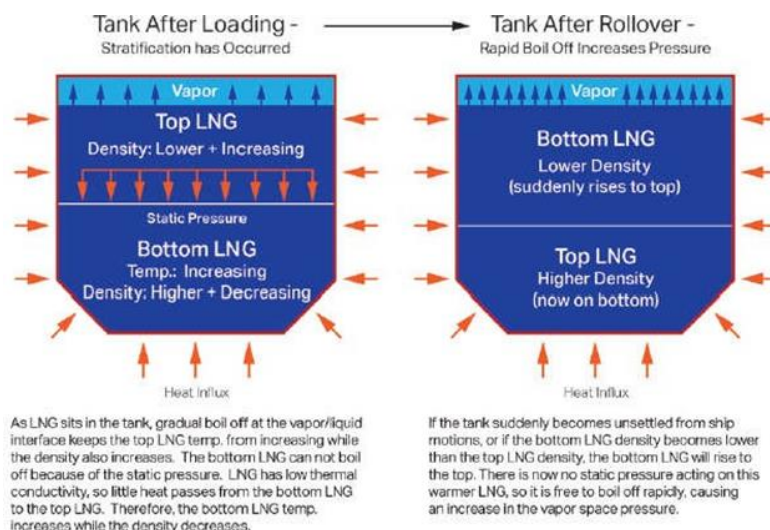 Tank After Loading -
Stratification has Occurred
Vapor
Top LNG
Density: Lower + Increasing
Static Pressure
Bottom LNG
Temp.: Increasing
Density: Higher + Decreasing
Heat Influx
As LNG sits in the tank, gradual boil off at the vapor/liquid
interface keeps the top LNG temp. from increasing while
the density also increases. The bottom LNG can not boil
off because of the static pressure. LNG has low thermal
conductivity, so little heat passes from the bottom LNG
to the top LNG. Therefore, the bottom LNG temp.
increases while the density decreases.
Tank After Rollover -
Rapid Boil Off Increases Pressure
Vapor
Bottom LNG
Lower Density
(suddenly rises to top)
Top LNG
Higher Density
(now on bottom)
Heat Influx
If the tank suddenly becomes unsettled from ship
motions, or if the bottom LNG density becomes lower
than the top LNG density, the bottom LNG will rise to
the top. There is now no static pressure acting on this
warmer LNG, so it is free to boil off rapidly, causing
an increase in the vapor space pressure.